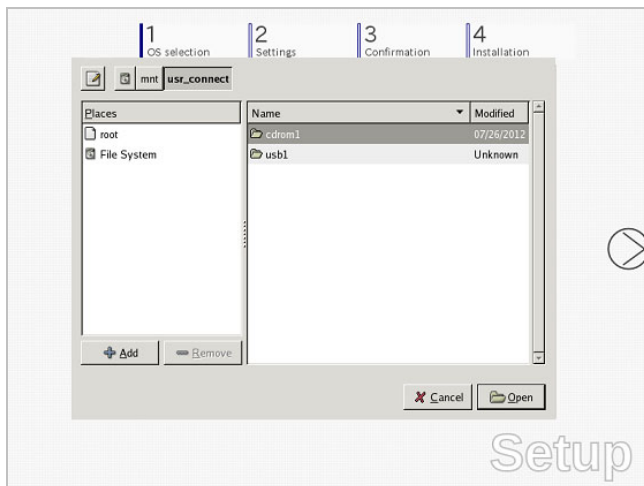 1 2 3 4
OS selection Settings Confirmation Installation
mnt usr_connect
Places Name Modified
root cdrom1 07/26/2012
File System usb1 Unknown
Add Remove
Cancel Open
Setup